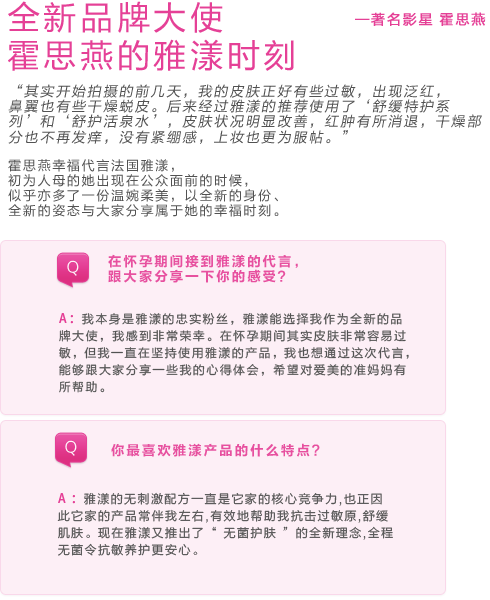 全新品牌大使
—著名影星 霍思燕
霍思燕的雅漾时刻
“其实开始拍摄的前几天，我的皮肤正好有些过敏，出现泛红，
鼻翼也有些干燥蜕皮。后来经过雅漾的推荐使用了‘舒缓特护系
列’和‘舒护活泉水’，皮肤状况明显改善，红肿有所消退，干燥部
分也不再发痒，没有紧绷感，上妆也更为服帖。”
霍思燕幸福代言法国雅漾，
初为人母的她出现在公众面前的时候，
似乎亦多了一份温婉柔美，以全新的身份、
全新的姿态与大家分享属于她的幸福时刻。
Q
在怀孕期间接到雅漾的代言，
跟大家分享一下你的感受？
A：我本身是雅漾的忠实粉丝，雅漾能选择我作为全新的品
牌大使，我感到非常荣幸。在怀孕期间其实皮肤非常容易过
敏，但我一直在坚持使用雅漾的产品，我也想通过这次代言，
能够跟大家分享一些我的心得体会，希望对爱美的准妈妈有
所帮助。
Q
你最喜欢雅漾产品的什么特点？
A：雅漾的无刺激配方一直是它家的核心竞争力,也正因
此它家的产品常伴我左右,有效地帮助我抗击过敏原,舒缓
肌肤。现在雅漾又推出了“ 无菌护肤 ”的全新理念,全程
无菌令抗敏养护更安心。